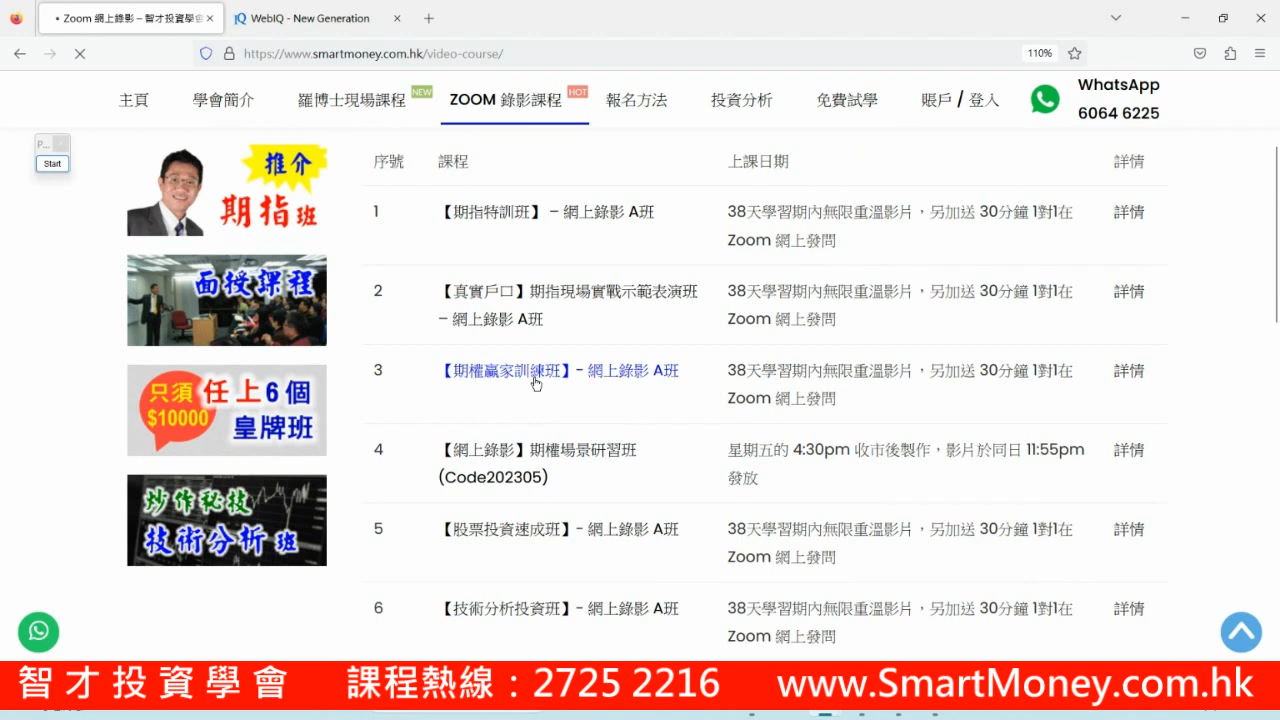 Zoom 網上錄影 – 智才投資學會
WebIQ - New Generation
https://www.smartmoney.com.hk/video-course/
110%
主頁
學會簡介
羅博士現場課程 NEW
ZOOM 錄影課程 HOT
報名方法
投資分析
免費試學
賬戶 / 登入
WhatsApp
6064 6225
P...
Start
推介
期指班
面授課程
只須 任上6個
$10000 皇牌班
炒作秘技
技術分析班
序號 課程 上課日期 詳情
1 【期指特訓班】 – 網上錄影 A班 38天學習期內無限重溫影片，另加送 30分鐘 1對1在 詳情
Zoom 網上發問
2 【真實戶口】期指現場實戰示範表演班 38天學習期內無限重溫影片，另加送 30分鐘 1對1在 詳情
– 網上錄影 A班 Zoom 網上發問
3 【期權贏家訓練班】- 網上錄影 A班 38天學習期內無限重溫影片，另加送 30分鐘 1對1在 詳情
Zoom 網上發問
4 【網上錄影】期權場景研習班 星期五的 4:30pm 收市後製作，影片於同日 11:55pm 詳情
(Code202305) 發放
5 【股票投資速成班】- 網上錄影 A班 38天學習期內無限重溫影片，另加送 30分鐘 1對1在 詳情
Zoom 網上發問
6 【技術分析投資班】- 網上錄影 A班 38天學習期內無限重溫影片，另加送 30分鐘 1對1在 詳情
Zoom 網上發問
智才投資學會 課程熱線：2725 2216 www.SmartMoney.com.hk